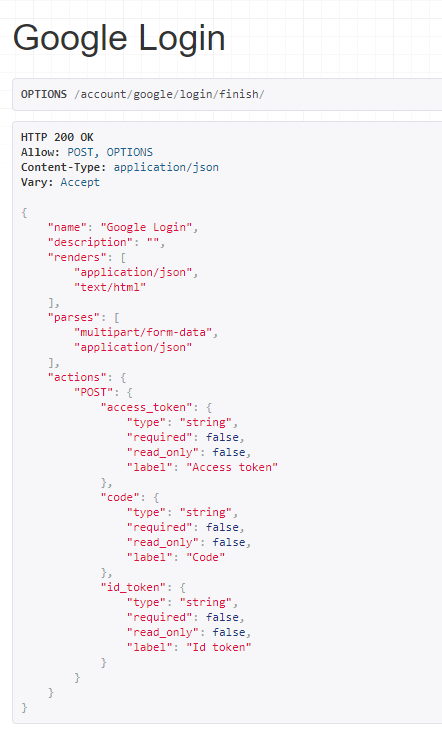 Google Login
OPTIONS /account/google/login/finish/
HTTP 200 OK
Allow: POST, OPTIONS
Content-Type: application/json
Vary: Accept
{
    "name": "Google Login",
    "description": "",
    "renders": [
        "application/json",
        "text/html"
    ],
    "parses": [
        "multipart/form-data",
        "application/json"
    ],
    "actions": {
        "POST": {
            "access_token": {
                "type": "string",
                "required": false,
                "read_only": false,
                "label": "Access token"
            },
            "code": {
                "type": "string",
                "required": false,
                "read_only": false,
                "label": "Code"
            },
            "id_token": {
                "type": "string",
                "required": false,
                "read_only": false,
                "label": "Id token"
            }
        }
    }
}